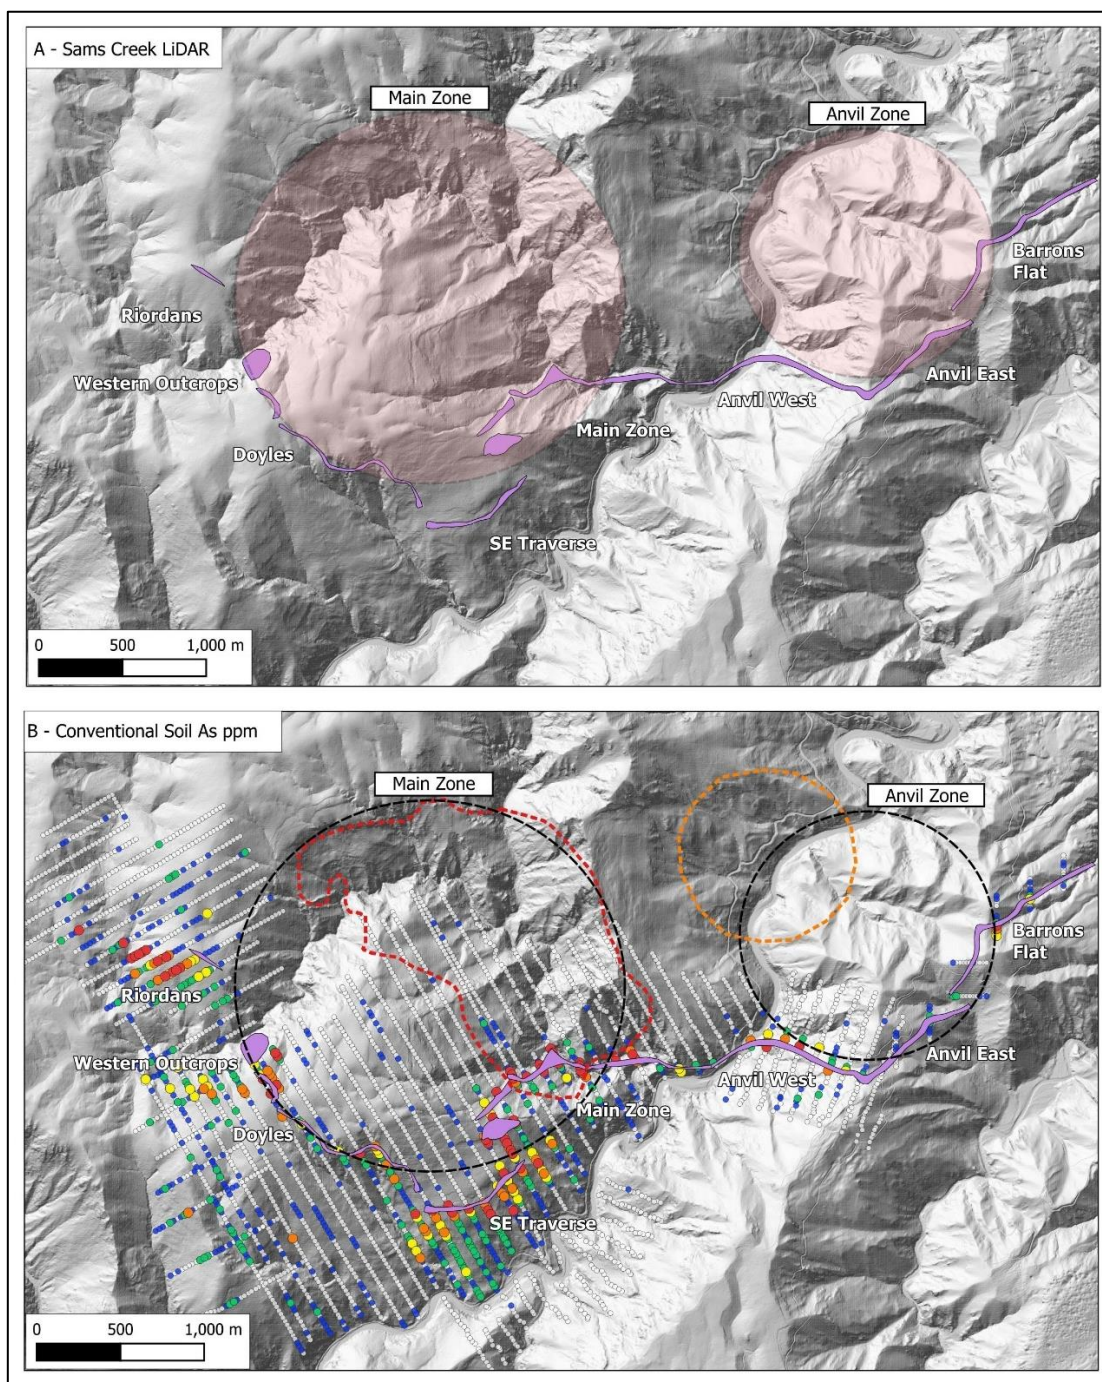 A - Sams Creek LiDAR
Main Zone
Anvil Zone
Barrons
Flat
Riordans
Western Outcrops
Anvil East
Anvil West
Main Zone
Doyles
SE Traverse
0 500 1,000 m
B - Conventional Soil As ppm
Main Zone
Anvil Zone
Barrons
Flat
Riordans
Anvil East
Western Outcrops
Anvil West
Main Zone
Doyles
SE Traverse
0 500 1,000 m